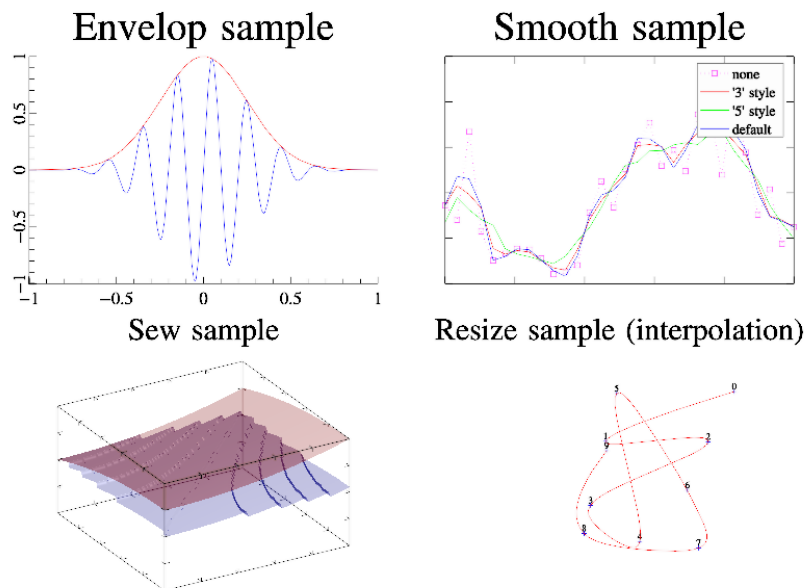 Envelop sample
Smooth sample
1
0.5
0
−0.5
−1
−1
−0.5
0
0.5
1
none
'3' style
'5' style
default
Sew sample
Resize sample (interpolation)
5
0
1
9
2
6
3
8
4
7